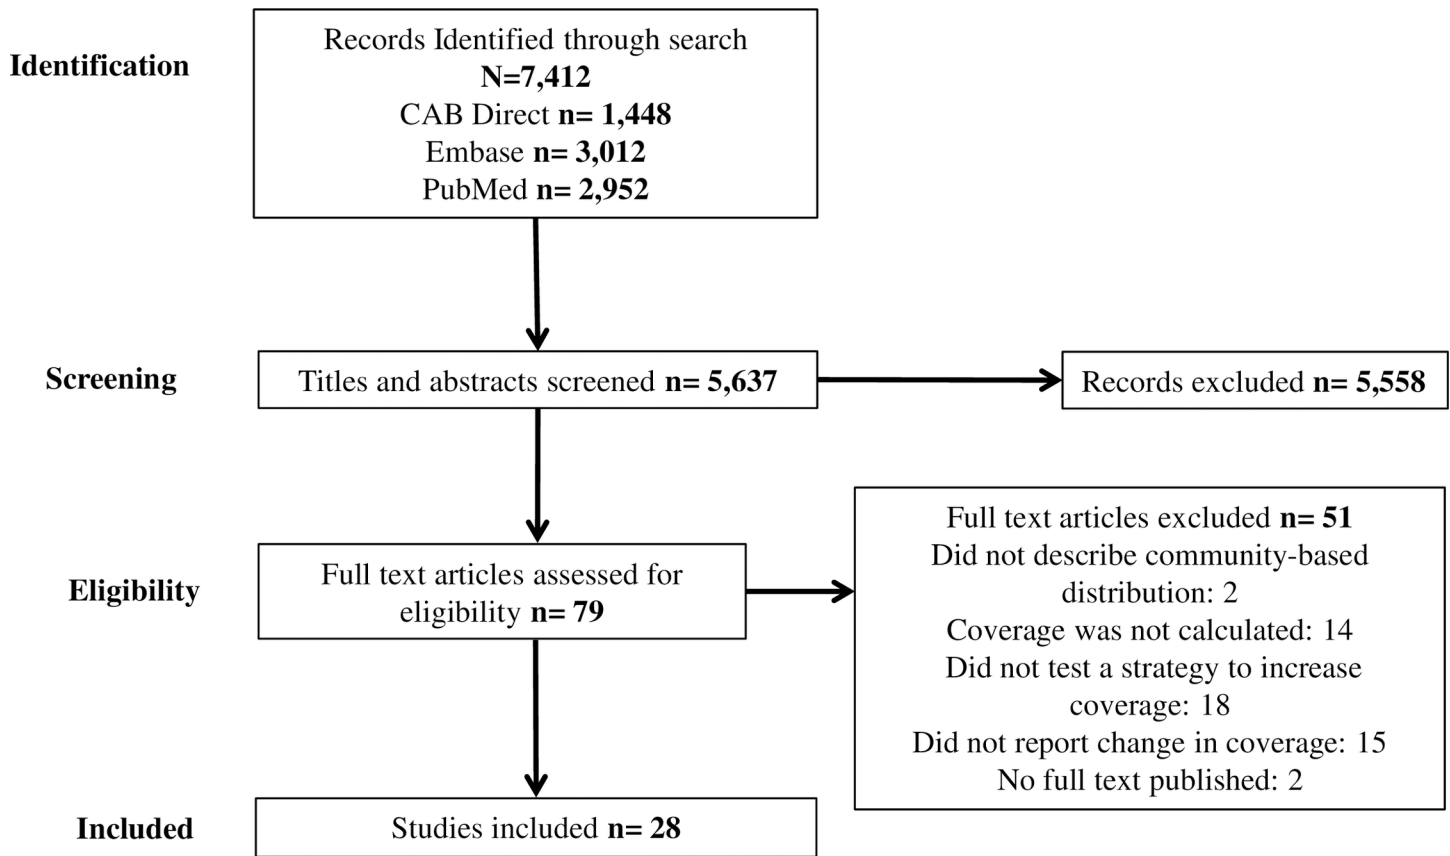 Identification
Records Identified through search
N=7,412
CAB Direct n= 1,448
Embase n= 3,012
PubMed n= 2,952
Screening
Titles and abstracts screened n= 5,637
Records excluded n= 5,558
Eligibility
Full text articles assessed for
eligibility n= 79
Full text articles excluded n= 51
Did not describe community-based
distribution: 2
Coverage was not calculated: 14
Did not test a strategy to increase
coverage: 18
Did not report change in coverage: 15
No full text published: 2
Included
Studies included n= 28